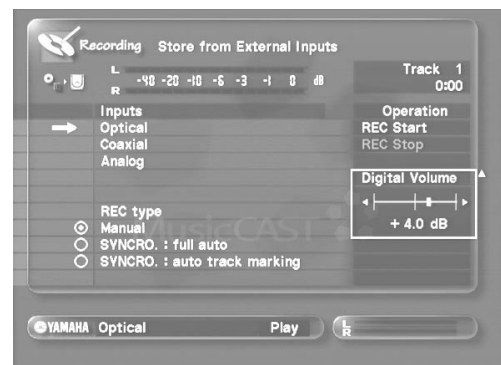 Recording Store from External Inputs
L
R
-40 -20 -10 -6 -3 -1 0 dB
Track 1
0:00
Inputs
Optical
Coaxial
Analog
REC type
Manual
SYNCRO. : full auto
SYNCRO. : auto track marking
Operation
REC Start
REC Stop
Digital Volume
+ 4.0 dB
MusicCAST
YAMAHA Optical Play
L
R